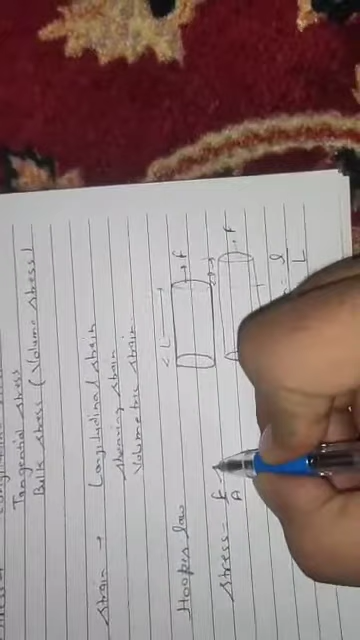 Tangential stress
Bulk stress (Volume stress)
Strain → Longitudinal strain
shearing strain
Volumetric strain.
Hooke's law
< L →
F
Stress = F
A
F
l
L